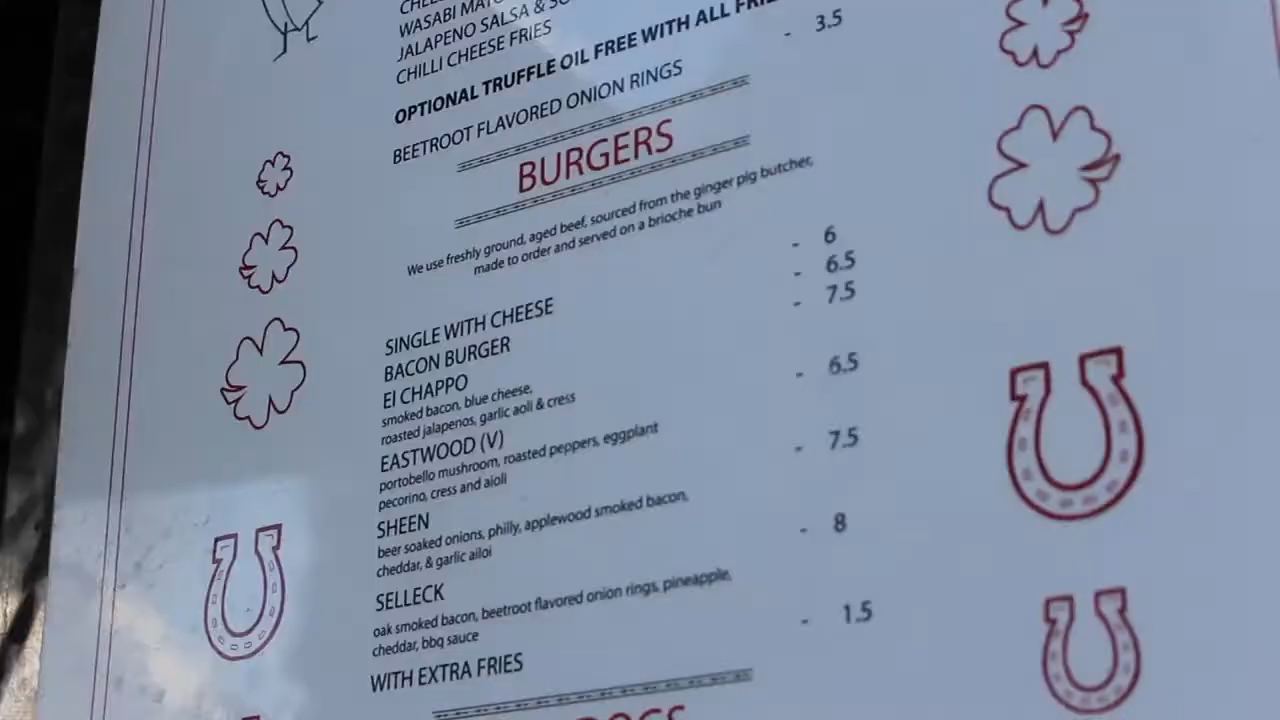 WASABI
JALAPENO SALSA &
CHILLI CHEESE FRIES
OPTIONAL TRUFFLE OIL FREE WITH ALL
BEETROOT FLAVORED ONION RINGS - 3.5
BURGERS
We use freshly ground, aged beef, sourced from the ginger pig butcher,
made to order and served on a brioche bun
SINGLE WITH CHEESE - 6
BACON BURGER - 6.5
El CHAPPO - 7.5
smoked bacon, blue cheese,
roasted jalapenos, garlic aoli & cress
EASTWOOD (V) - 6.5
portobello mushroom, roasted peppers, eggplant
pecorino, cress and aioli
SHEEN - 7.5
beer soaked onions, philly, applewood smoked bacon,
cheddar, & garlic ailoi
SELLECK - 8
oak smoked bacon, beetroot flavored onion rings, pineapple,
cheddar, bbq sauce
WITH EXTRA FRIES - 1.5